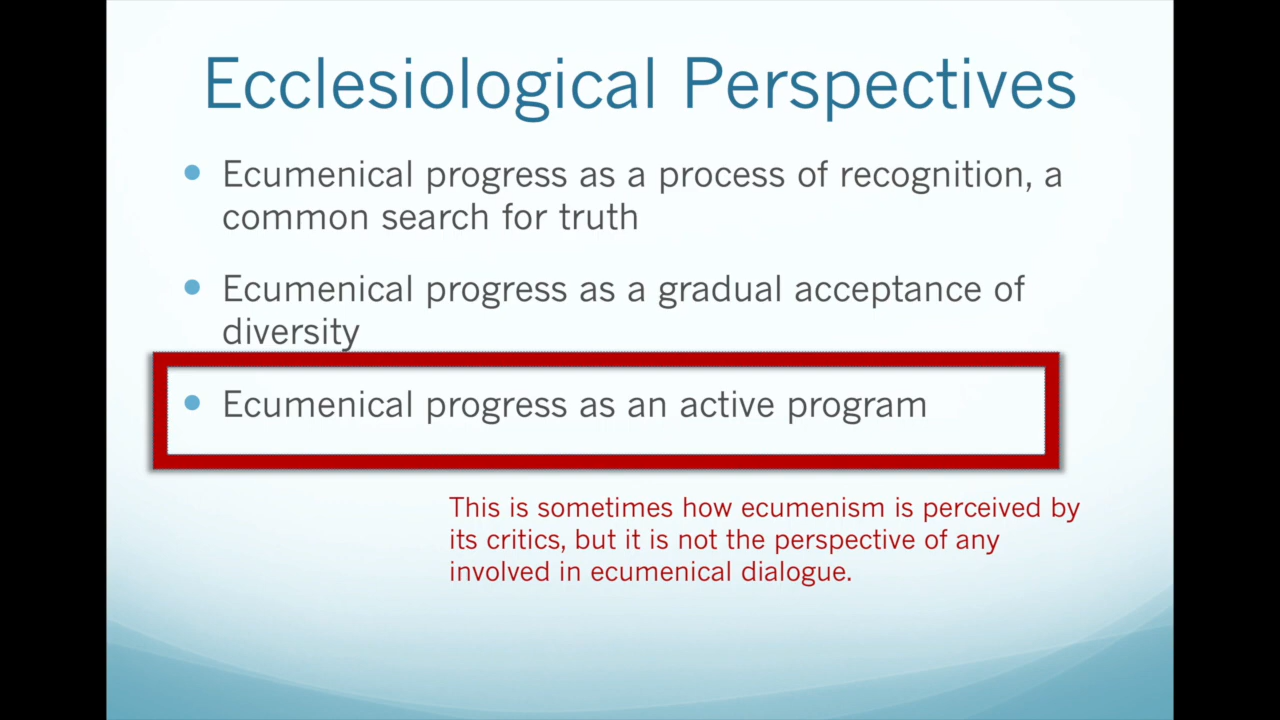 Ecclesiological Perspectives
• Ecumenical progress as a process of recognition, a
common search for truth
• Ecumenical progress as a gradual acceptance of
diversity
• Ecumenical progress as an active program
This is sometimes how ecumenism is perceived by
its critics, but it is not the perspective of any
involved in ecumenical dialogue.